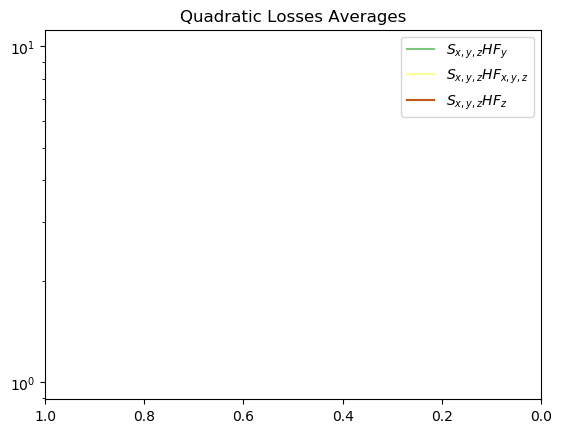 Quadratic Losses Averages
10¹
S_{x,y,z}HF_y
S_{x,y,z}HF_{x,y,z}
S_{x,y,z}HF_z
10⁰
1.0 0.8 0.6 0.4 0.2 0.0